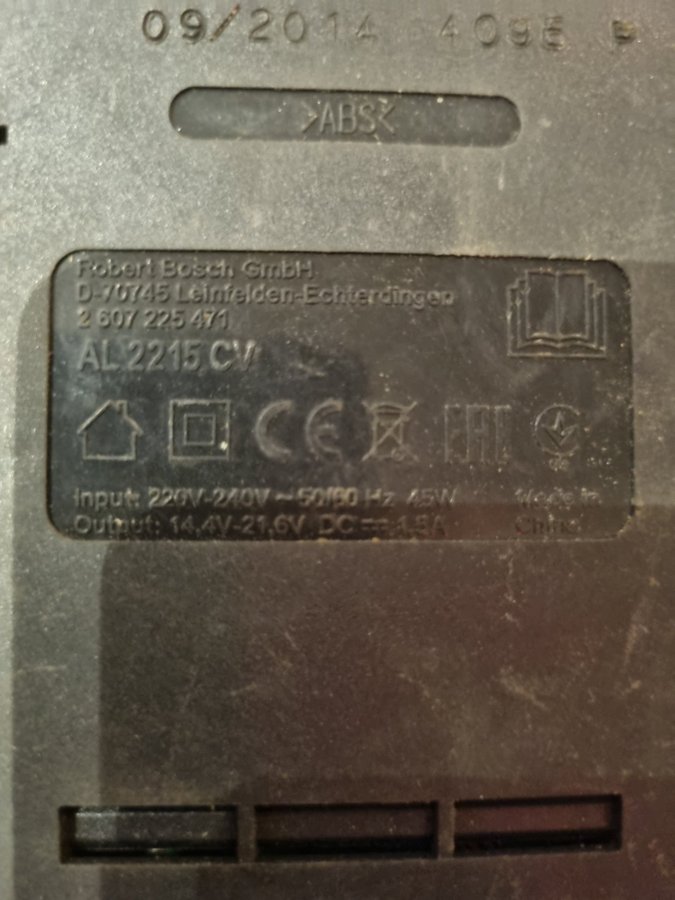 09/2014 4095 P
>ABS<
Robert Bosch GmbH
D-70745 Leinfelden-Echterdingen
2 607 225 471
AL 2215 CV
CE EAC
Input: 220V-240V ~ 50/60 Hz 45W
Output: 14.4V-21.6V DC ⎓ 1.5A
Made in
China